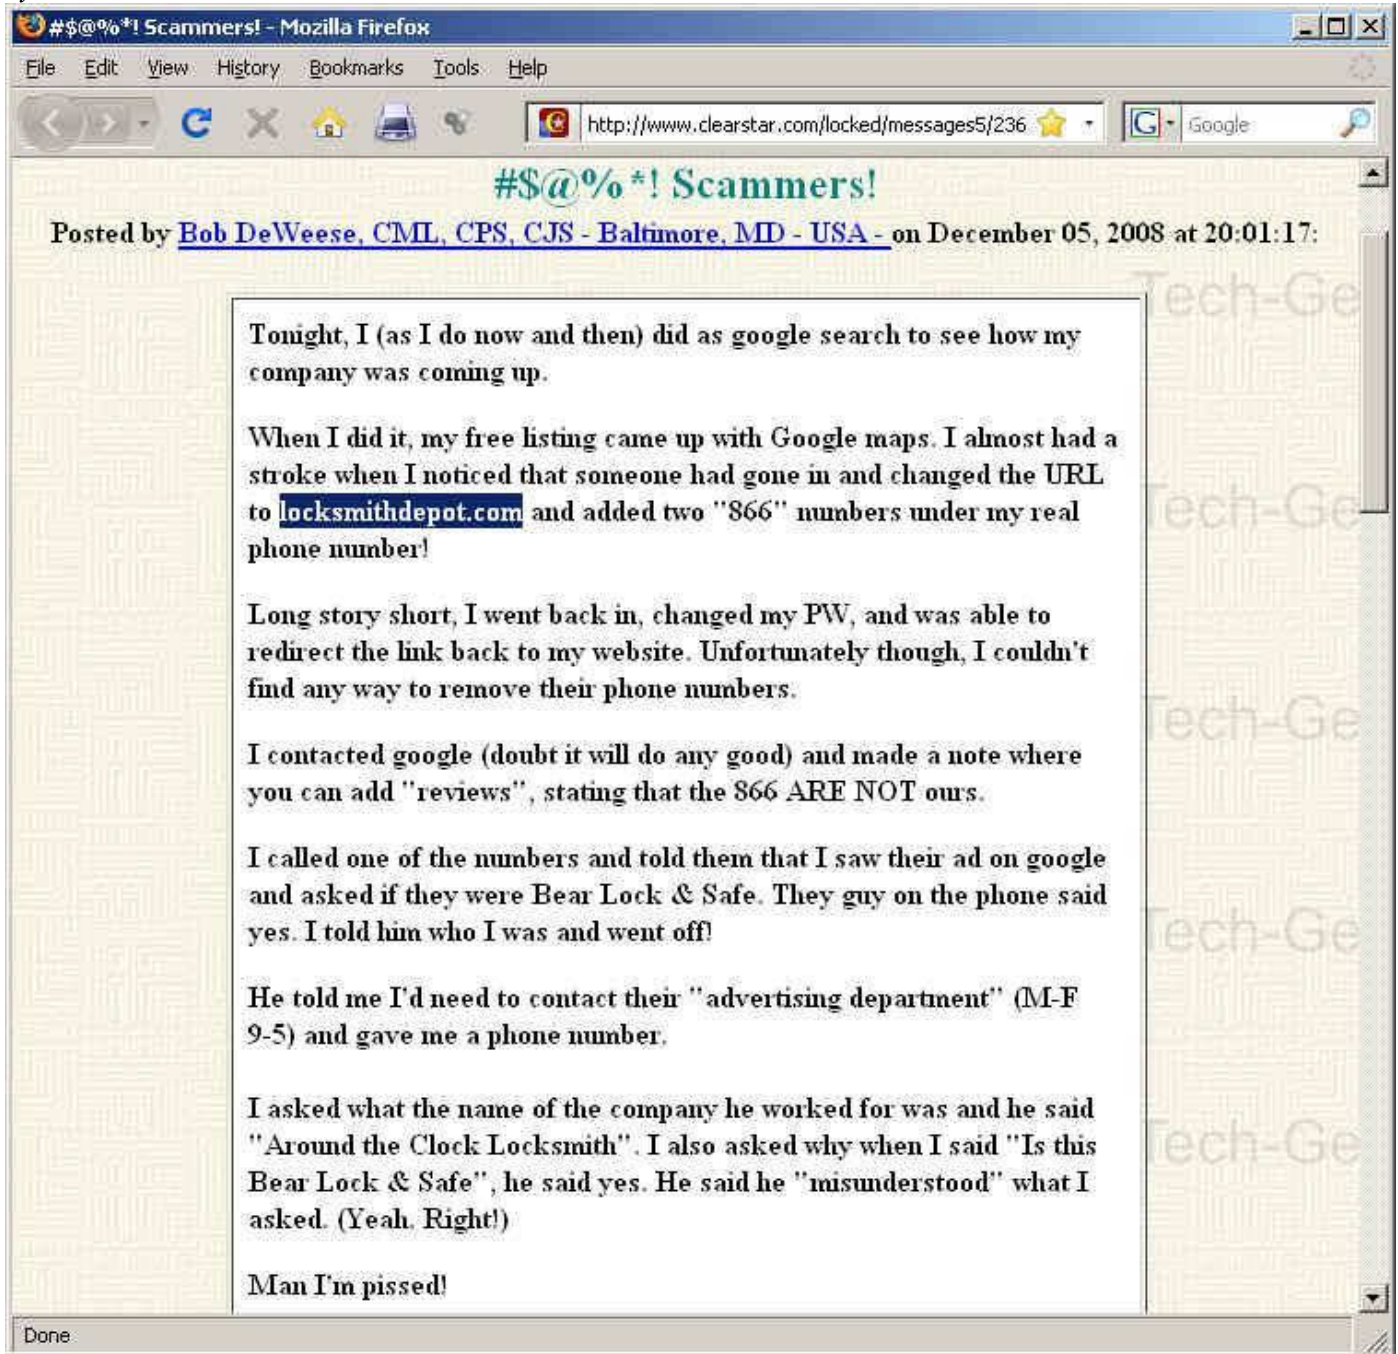 #$@%*! Scammers! - Mozilla Firefox
File Edit View History Bookmarks Tools Help
http://www.clearstar.com/locked/messages5/236
Google
#$@%*! Scammers!
Posted by Bob DeWeese, CML, CPS, CJS - Baltimore, MD - USA - on December 05, 2008 at 20:01:17:
Tonight, I (as I do now and then) did as google search to see how my
company was coming up.
When I did it, my free listing came up with Google maps. I almost had a
stroke when I noticed that someone had gone in and changed the URL
to locksmithdepot.com and added two "866" numbers under my real
phone number!
Long story short, I went back in, changed my PW, and was able to
redirect the link back to my website. Unfortunately though, I couldn't
find any way to remove their phone numbers.
I contacted google (doubt it will do any good) and made a note where
you can add "reviews", stating that the 866 ARE NOT ours.
I called one of the numbers and told them that I saw their ad on google
and asked if they were Bear Lock & Safe. They guy on the phone said
yes. I told him who I was and went off!
He told me I'd need to contact their "advertising department" (M-F
9-5) and gave me a phone number.
I asked what the name of the company he worked for was and he said
"Around the Clock Locksmith". I also asked why when I said "Is this
Bear Lock & Safe", he said yes. He said he "misunderstood" what I
asked. (Yeah, Right!)
Man I'm pissed!
Tech-Ge
Tech-Ge
Tech-Ge
Tech-Ge
Tech-Ge
Done